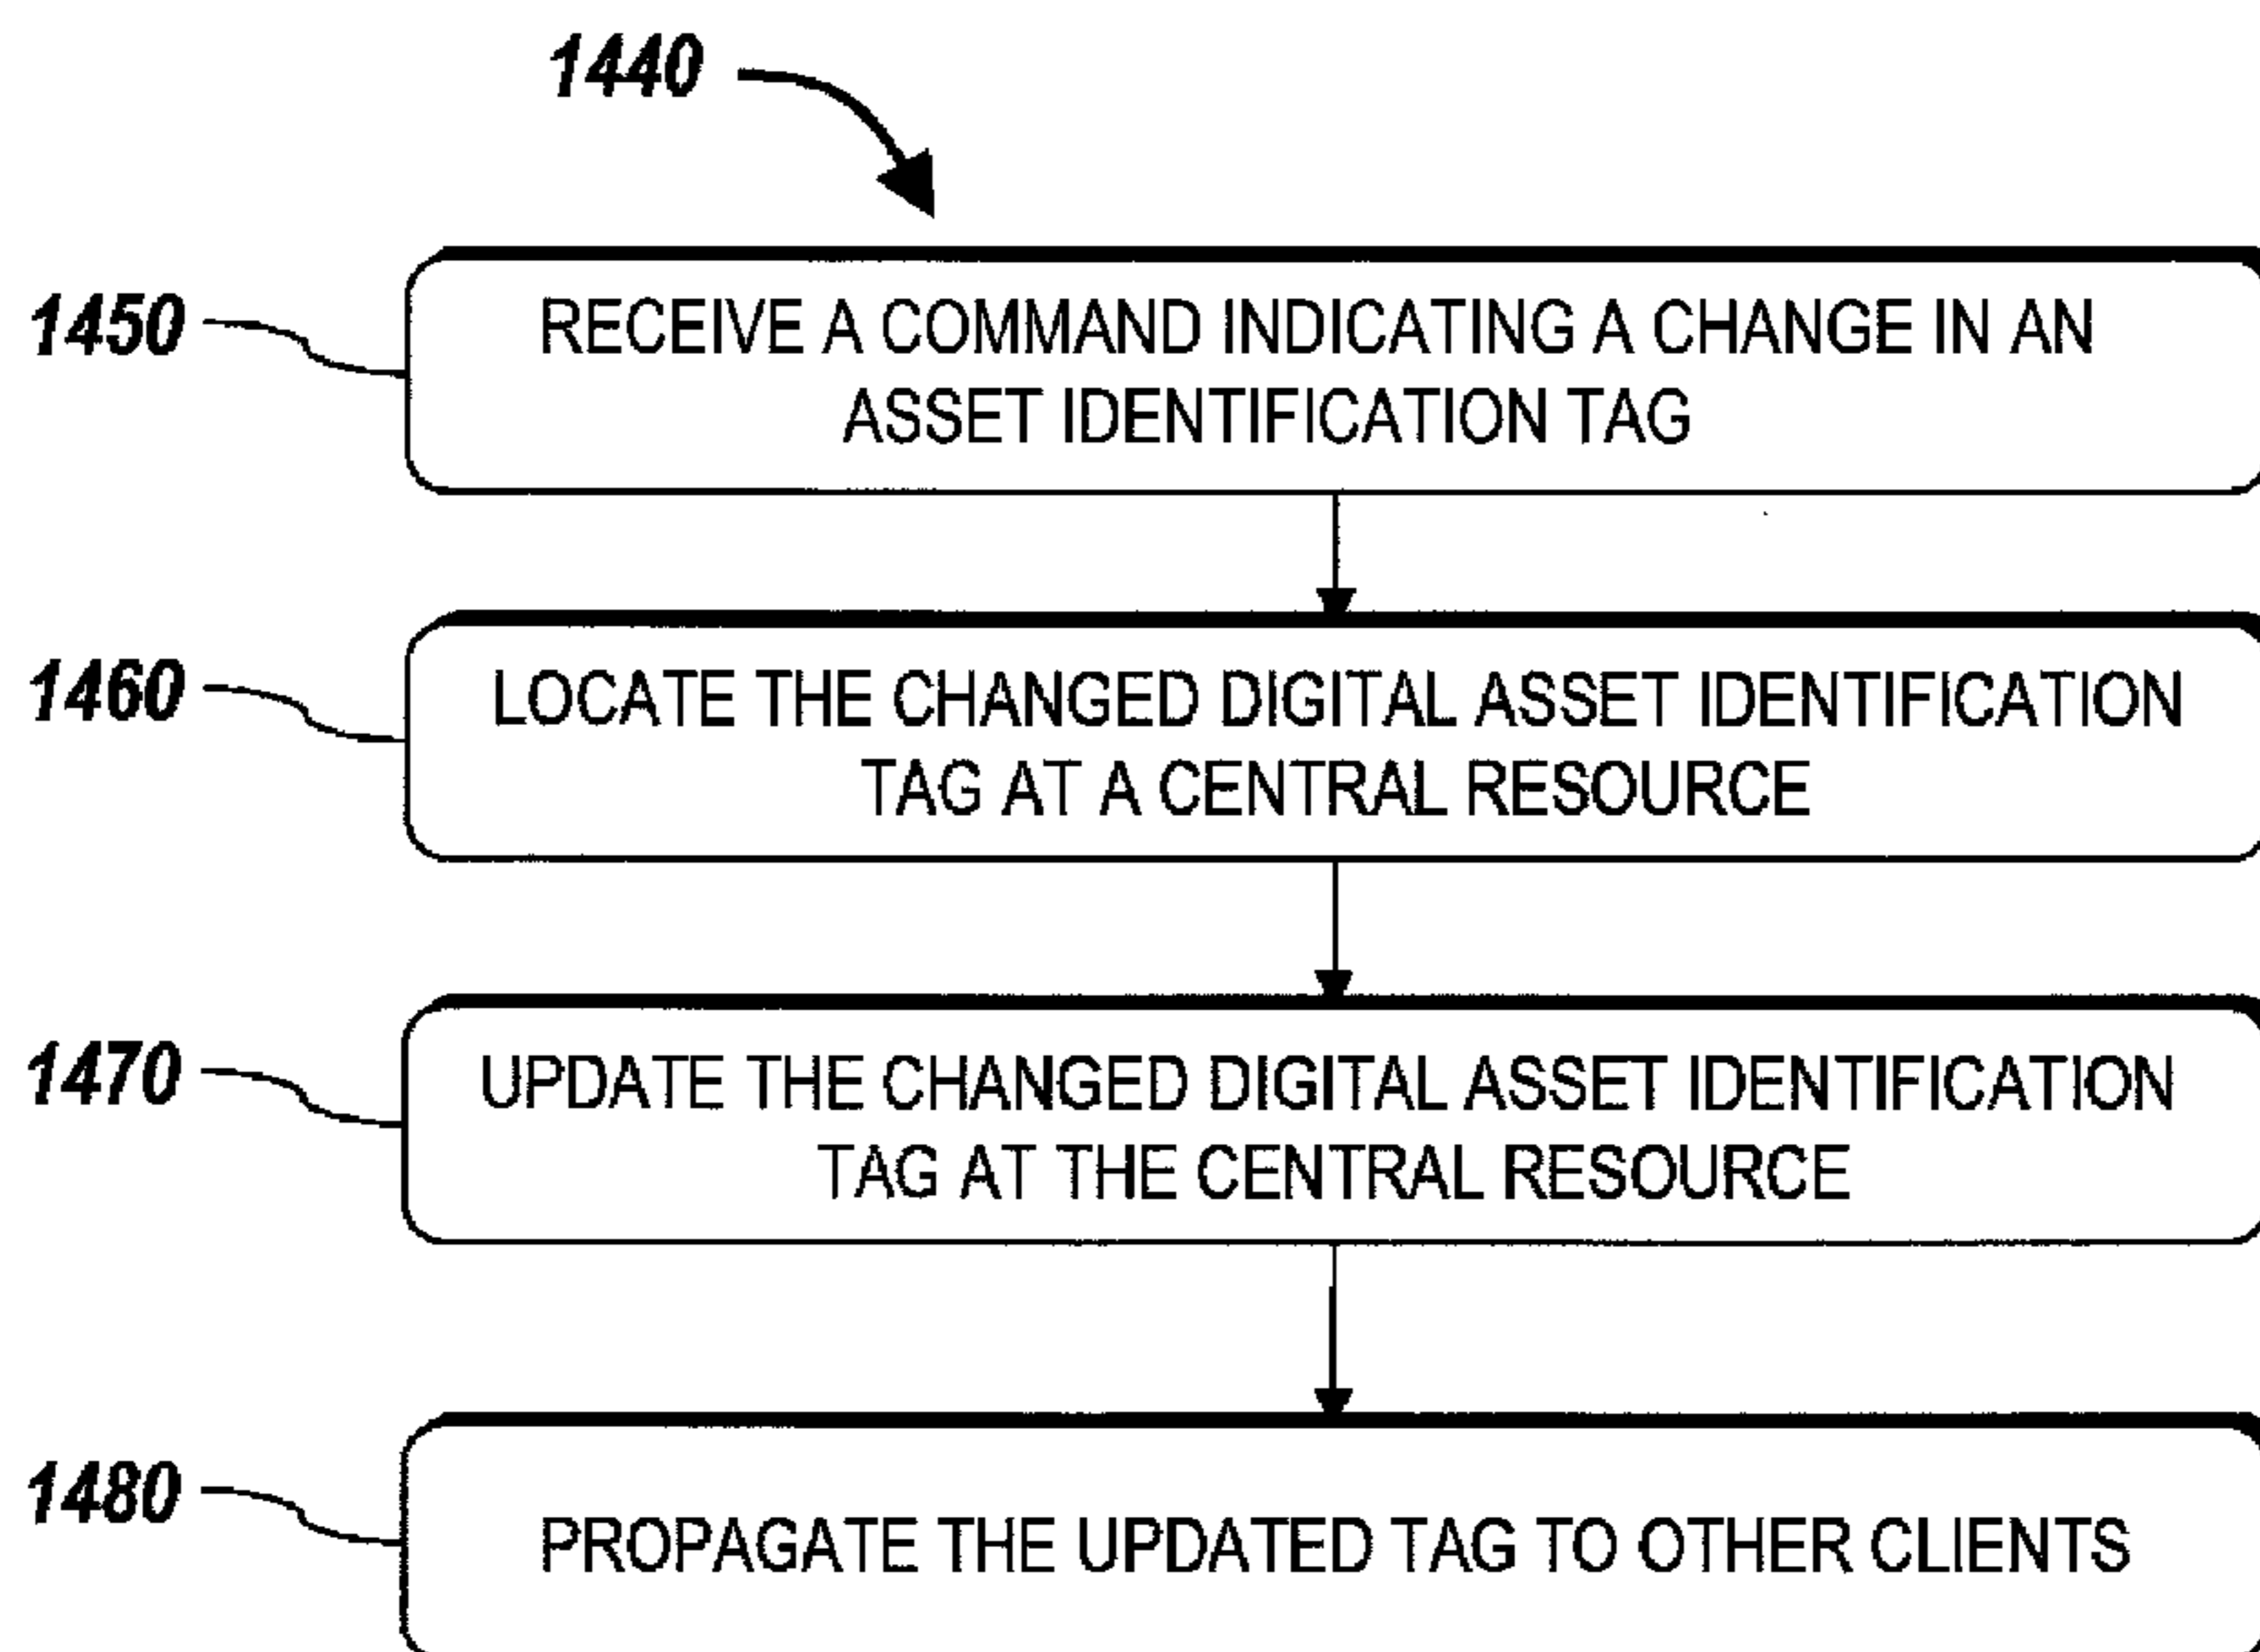 1440
1450
RECEIVE A COMMAND INDICATING A CHANGE IN AN
ASSET IDENTIFICATION TAG
1460
LOCATE THE CHANGED DIGITAL ASSET IDENTIFICATION
TAG AT A CENTRAL RESOURCE
1470
UPDATE THE CHANGED DIGITAL ASSET IDENTIFICATION
TAG AT THE CENTRAL RESOURCE
1480
PROPAGATE THE UPDATED TAG TO OTHER CLIENTS